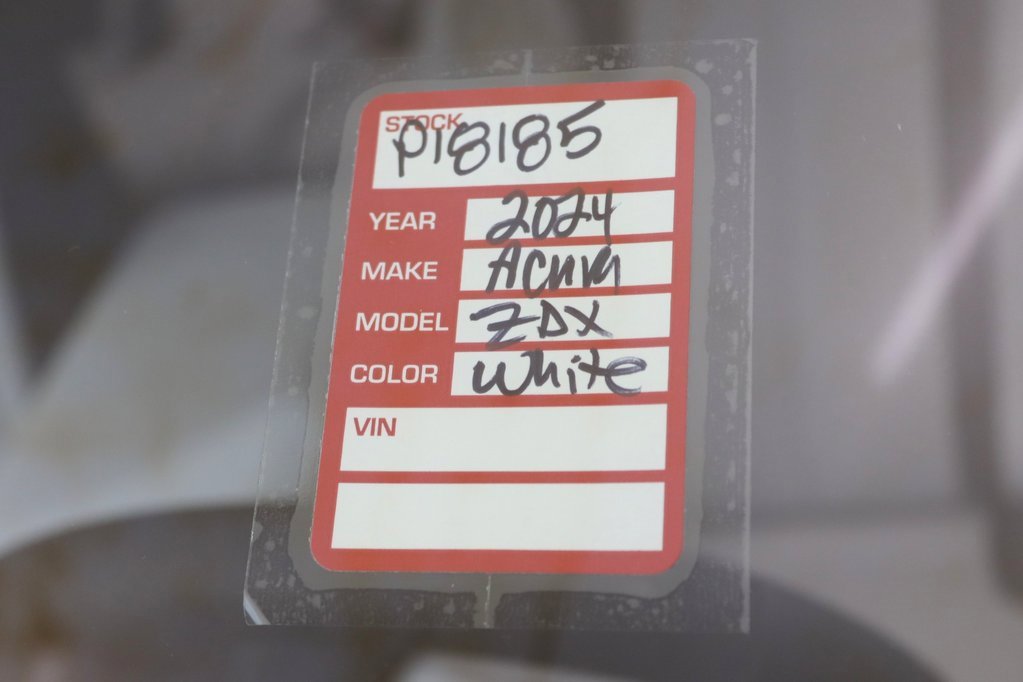 STOCK
P18185
YEAR 2024
MAKE Acura
MODEL ZDX
COLOR White
VIN